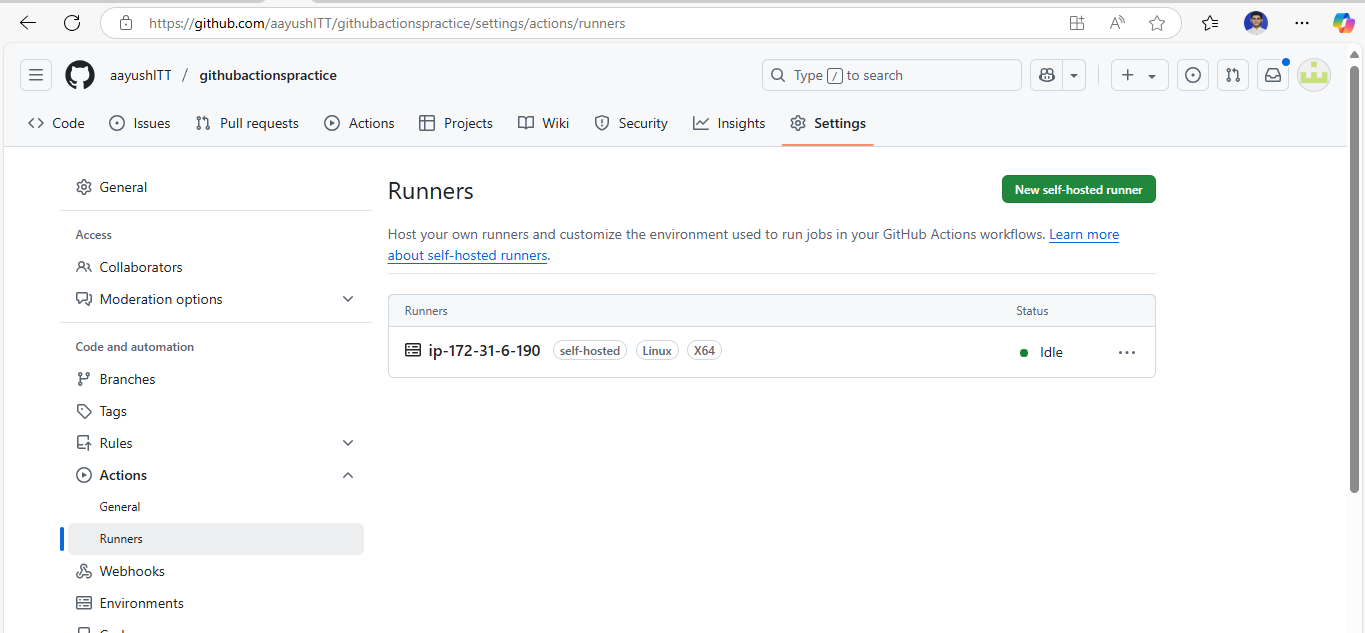 https://github.com/aayushITT/githubactionspractice/settings/actions/runners
aayushITT / githubactionspractice
Type / to search
Code Issues Pull requests Actions Projects Wiki Security Insights Settings
General
Access
Collaborators
Moderation options
Code and automation
Branches
Tags
Rules
Actions
General
Runners
Webhooks
Environments
Runners
New self-hosted runner
Host your own runners and customize the environment used to run jobs in your GitHub Actions workflows. Learn more
about self-hosted runners.
Runners Status
ip-172-31-6-190 self-hosted Linux X64 Idle